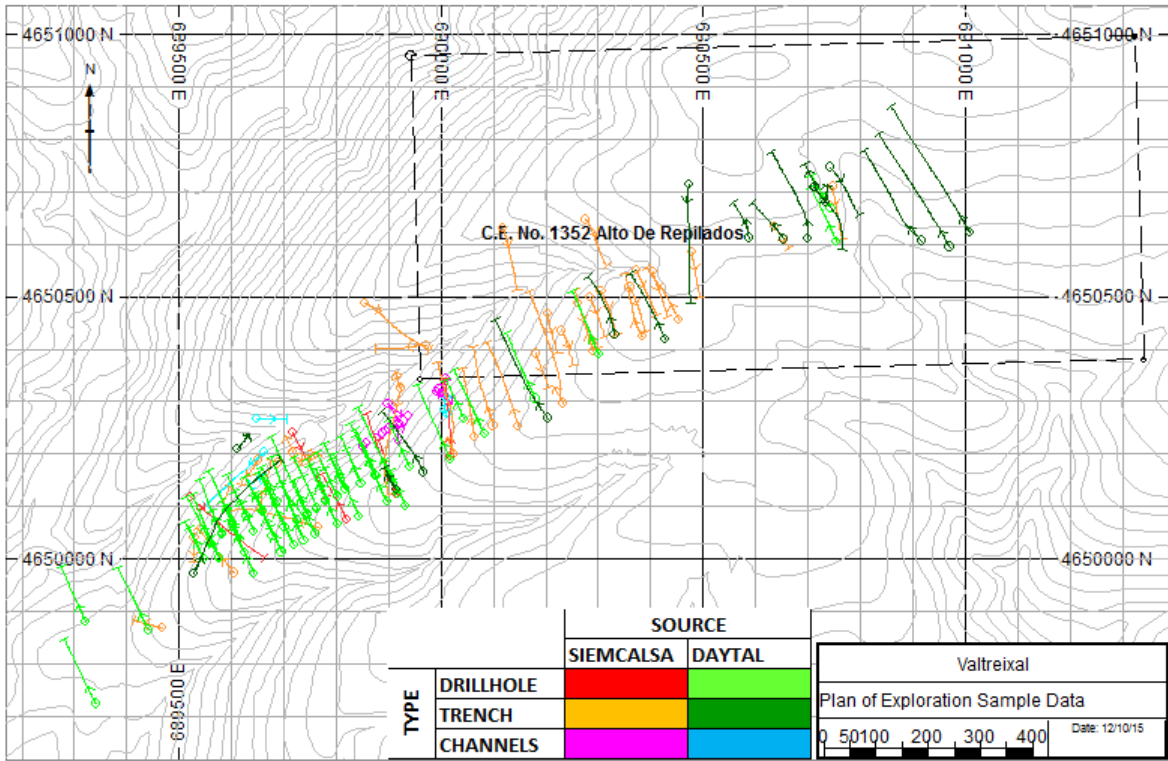 4651000 N
4651000 N
689500 E
690000 E
690500 E
691000 E
N
C.E. No. 1352 Alto De Repilados
4650500 N
4650500 N
4650000 N
4650000 N
689500 E
SOURCE
SIEMCALSA DAYTAL
TYPE
DRILLHOLE
TRENCH
CHANNELS
Valtreixal
Plan of Exploration Sample Data
0 50100 200 300 400
Date: 12/10/15